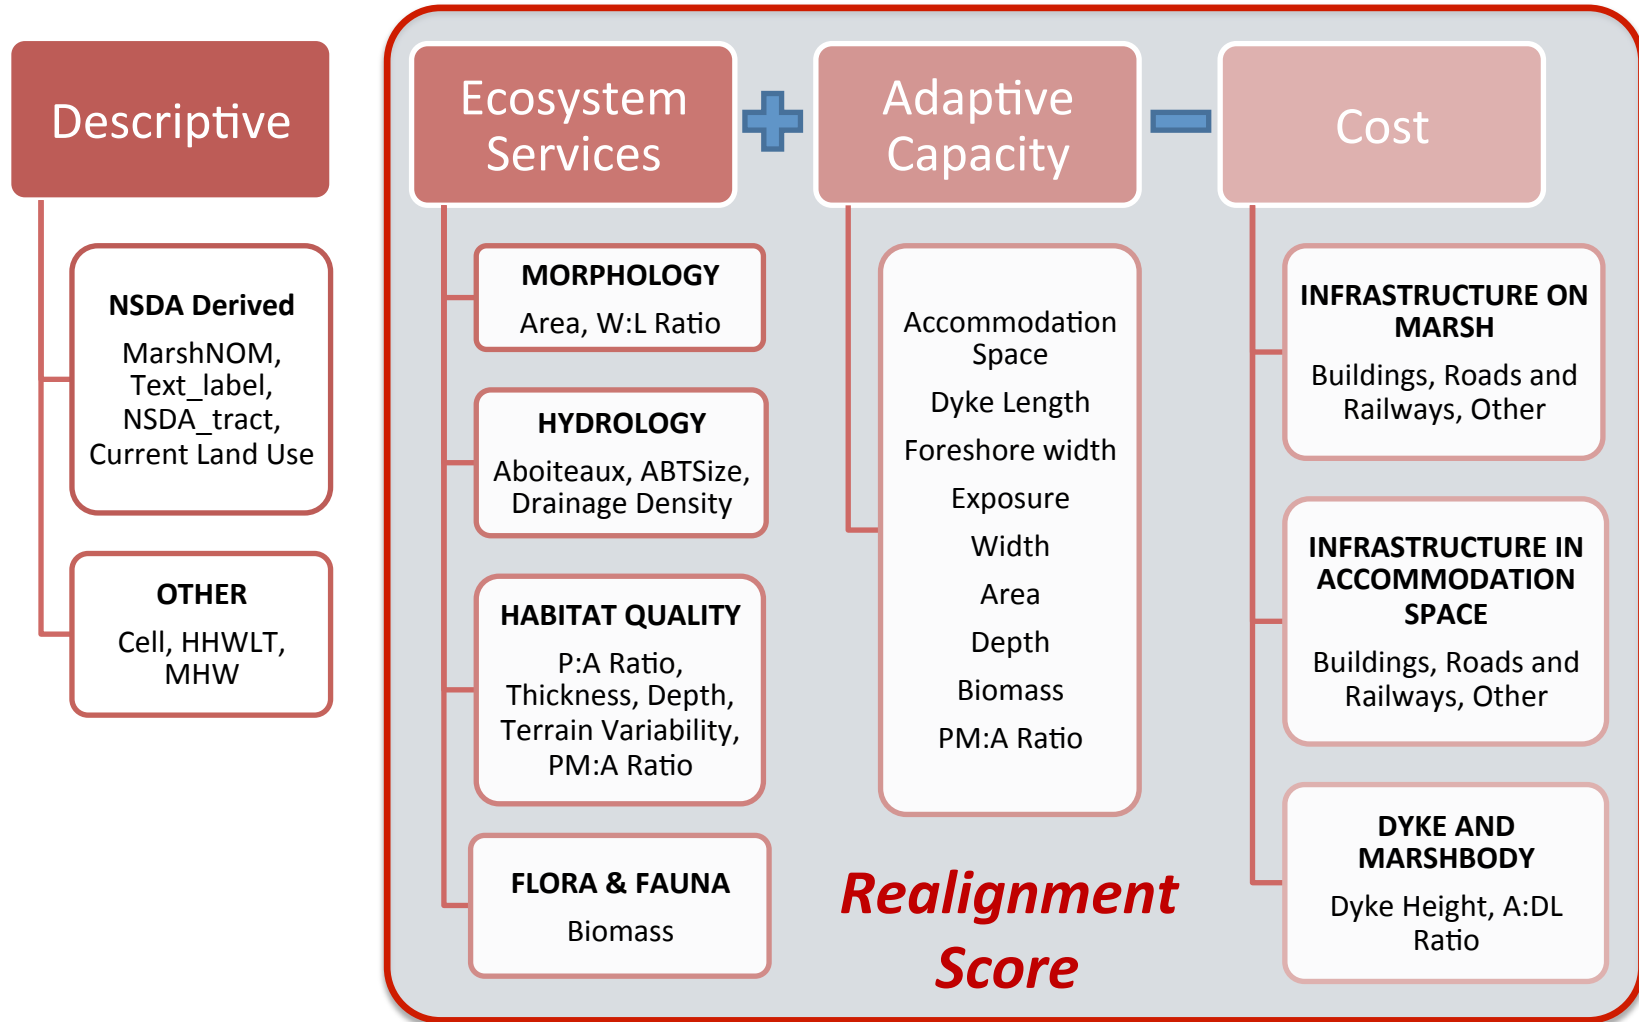 Descriptive
NSDA Derived
MarshNOM,
Text_label,
NSDA_tract,
Current Land Use
OTHER
Cell, HHWLT,
MHW
Ecosystem
Services
MORPHOLOGY
Area, W:L Ratio
HYDROLOGY
Aboiteaux, ABTSize,
Drainage Density
HABITAT QUALITY
P:A Ratio,
Thickness, Depth,
Terrain Variability,
PM:A Ratio
FLORA & FAUNA
Biomass
Adaptive
Capacity
Accommodation
Space
Dyke Length
Foreshore width
Exposure
Width
Area
Depth
Biomass
PM:A Ratio
Cost
INFRASTRUCTURE ON
MARSH
Buildings, Roads and
Railways, Other
INFRASTRUCTURE IN
ACCOMMODATION
SPACE
Buildings, Roads and
Railways, Other
DYKE AND
MARSHBODY
Dyke Height, A:DL
Ratio
Realignment
Score